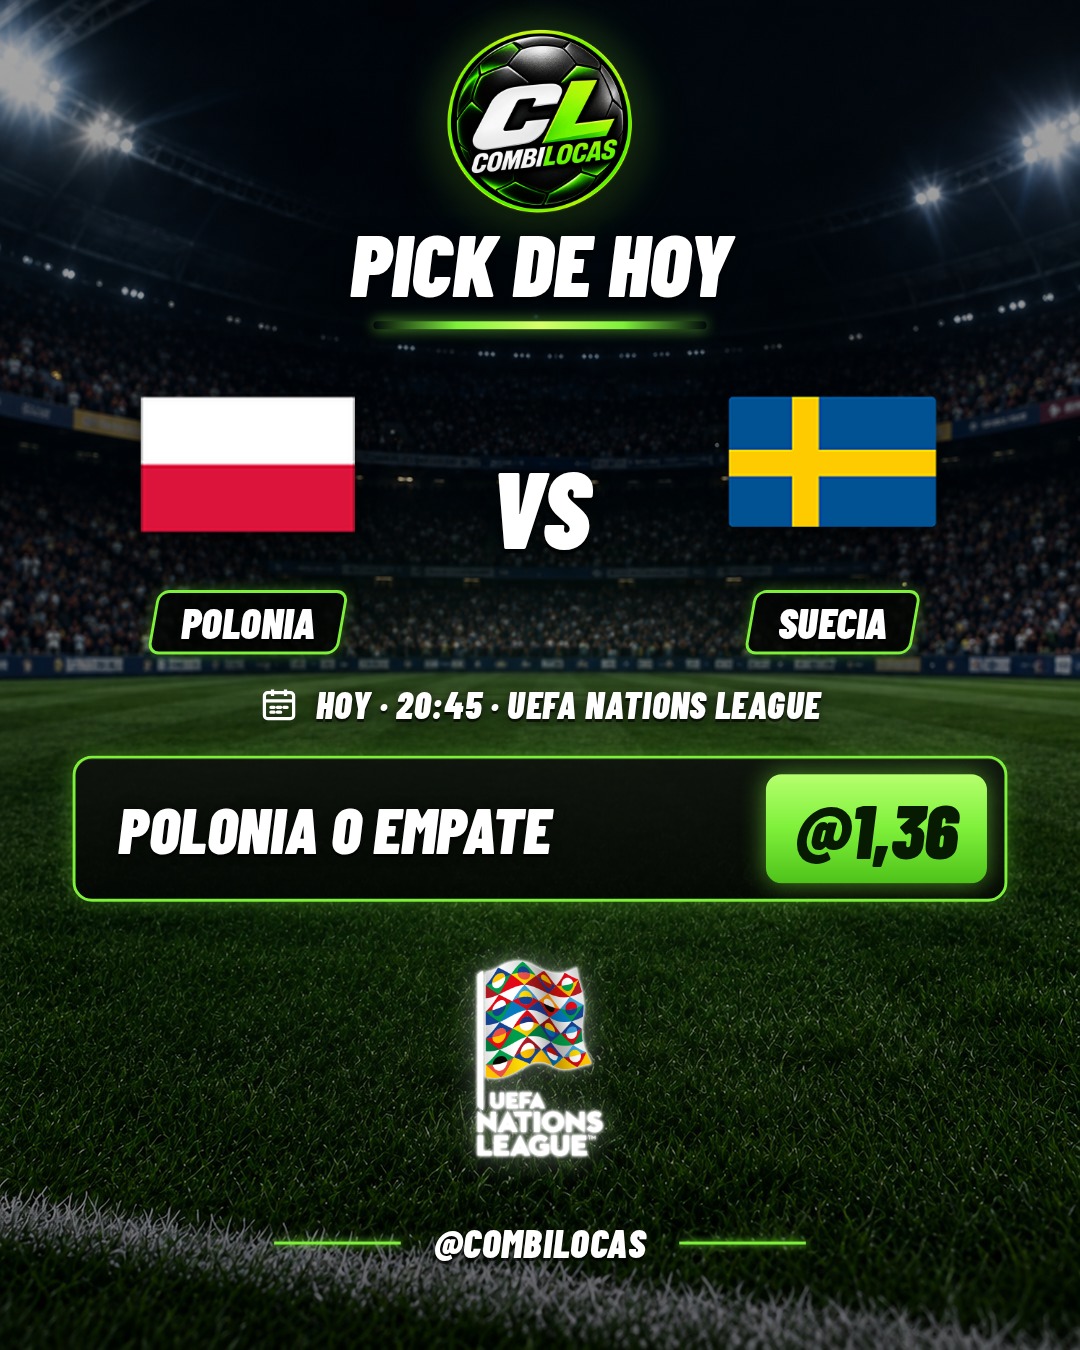 CL
COMBILOCAS
PICK DE HOY
VS
POLONIA
SUECIA
HOY · 20:45 · UEFA NATIONS LEAGUE
POLONIA O EMPATE
@1,36
UEFA
NATIONS
LEAGUE™
@COMBILOCAS